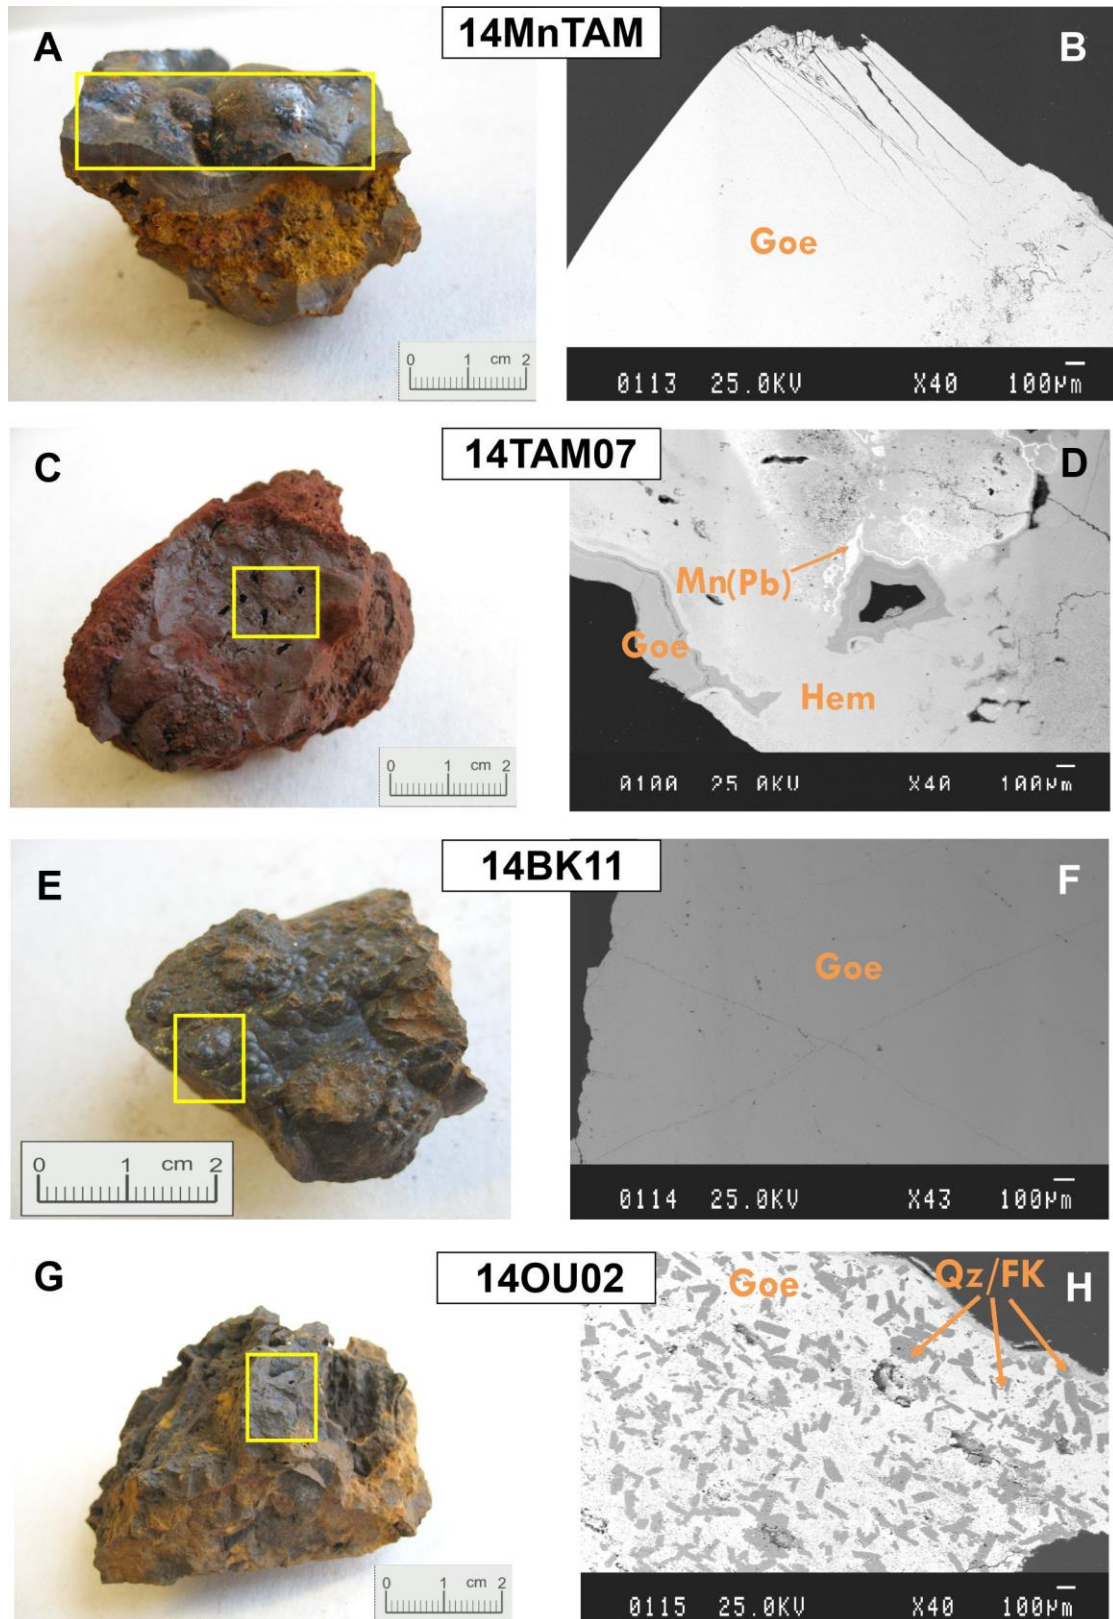 14MnTAM
A
B
Goe
0 1 cm 2
0113 25.0KV X40 100µm
14TAM07
C
D
Mn(Pb)
Goe
Hem
0 1 cm 2
0100 25.0KV X40 100µm
14BK11
E
F
Goe
0 1 cm 2
0114 25.0KV X43 100µm
14OU02
G
H
Goe
Qz/FK
0 1 cm 2
0115 25.0KV X40 100µm